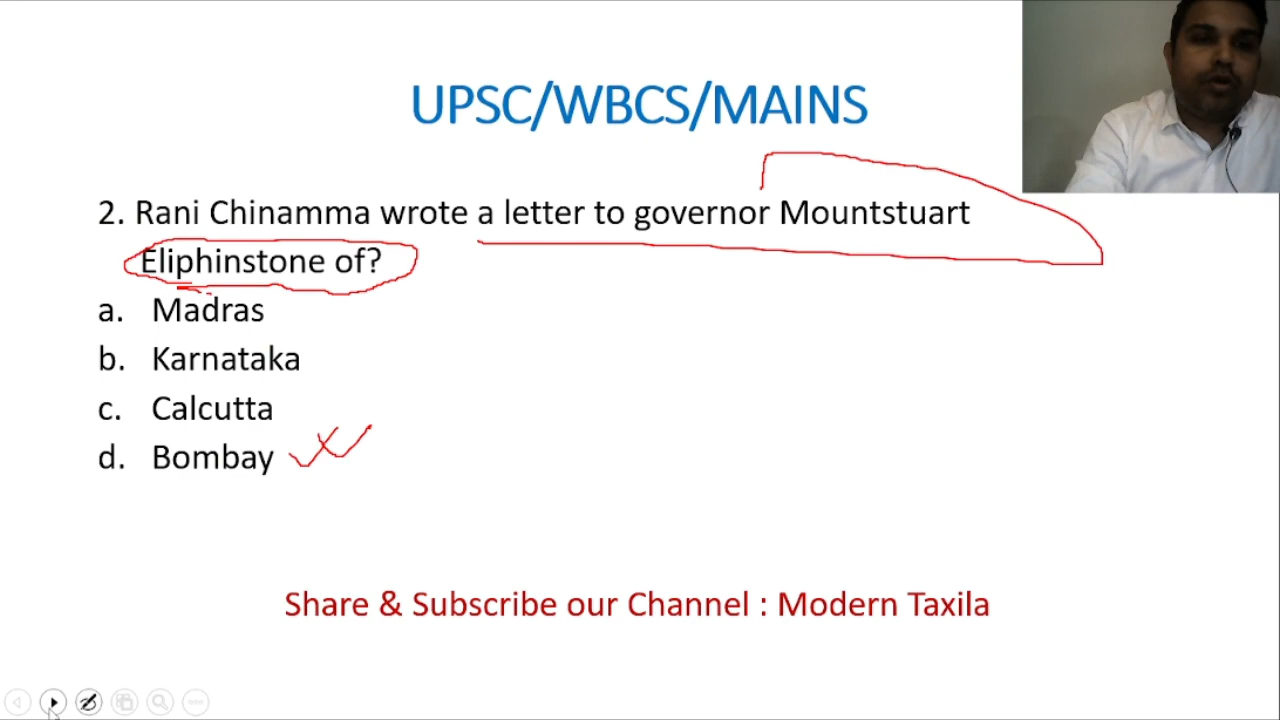 UPSC/WBCS/MAINS
2. Rani Chinamma wrote a letter to governor Mountstuart
Eliphinstone of?
a. Madras
b. Karnataka
c. Calcutta
d. Bombay
Share & Subscribe our Channel : Modern Taxila